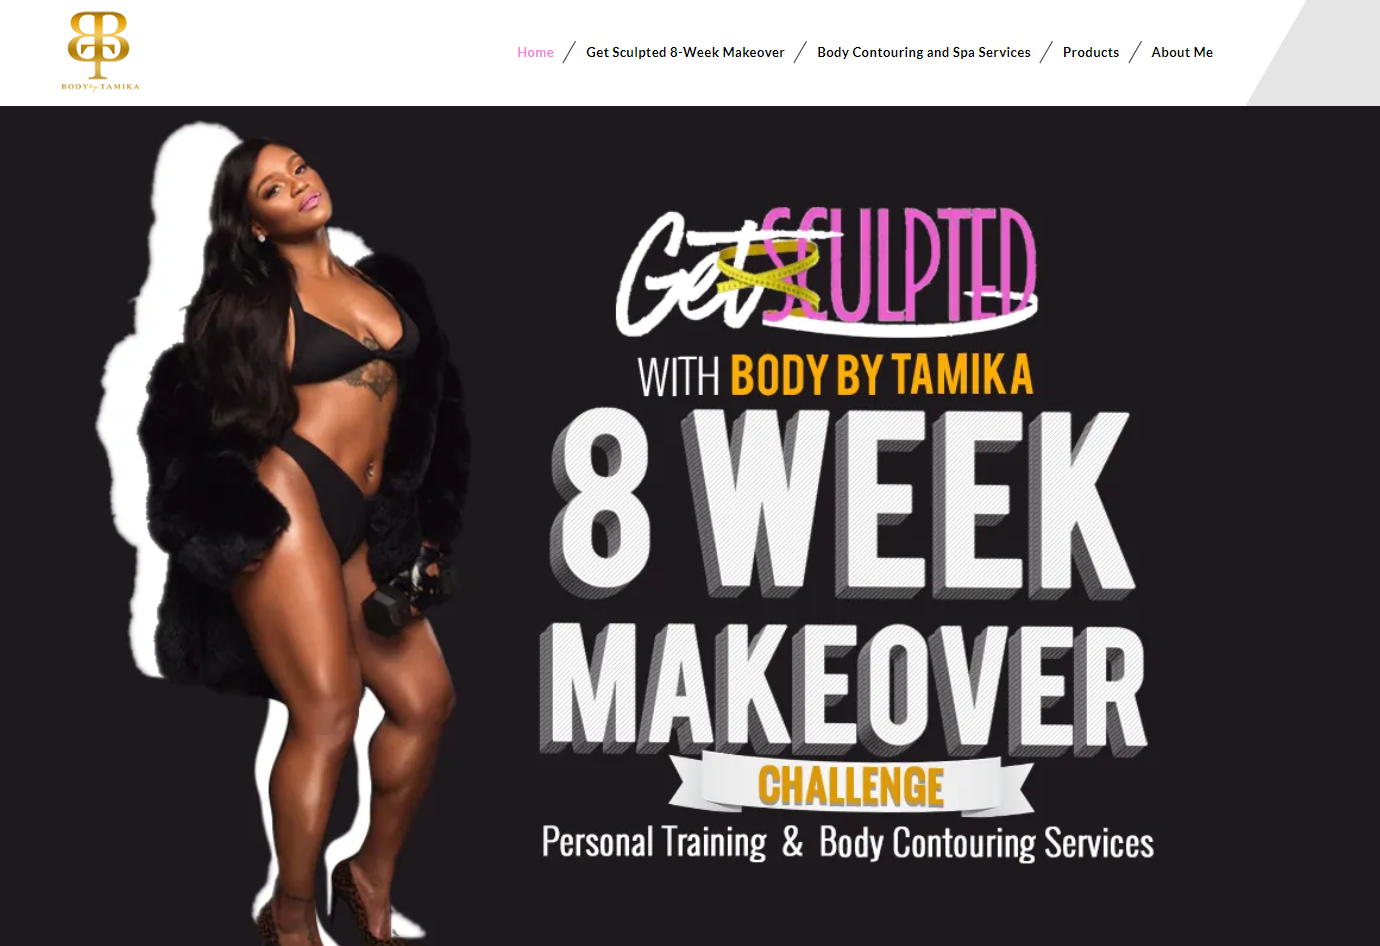 BODY by TAMIKA
Home / Get Sculpted 8-Week Makeover / Body Contouring and Spa Services / Products / About Me
Get SCULPTED
WITH BODY BY TAMIKA
8 WEEK
MAKEOVER
CHALLENGE
Personal Training & Body Contouring Services